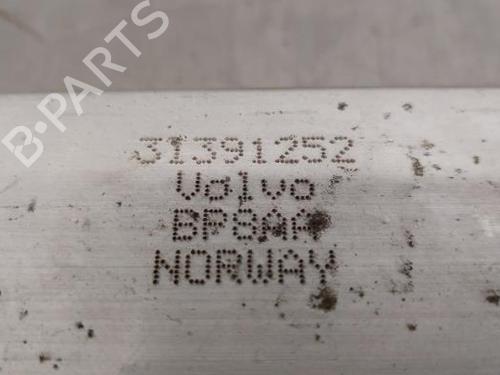 B-PARTS
31391252
Volvo
BP8AA
NORWAY